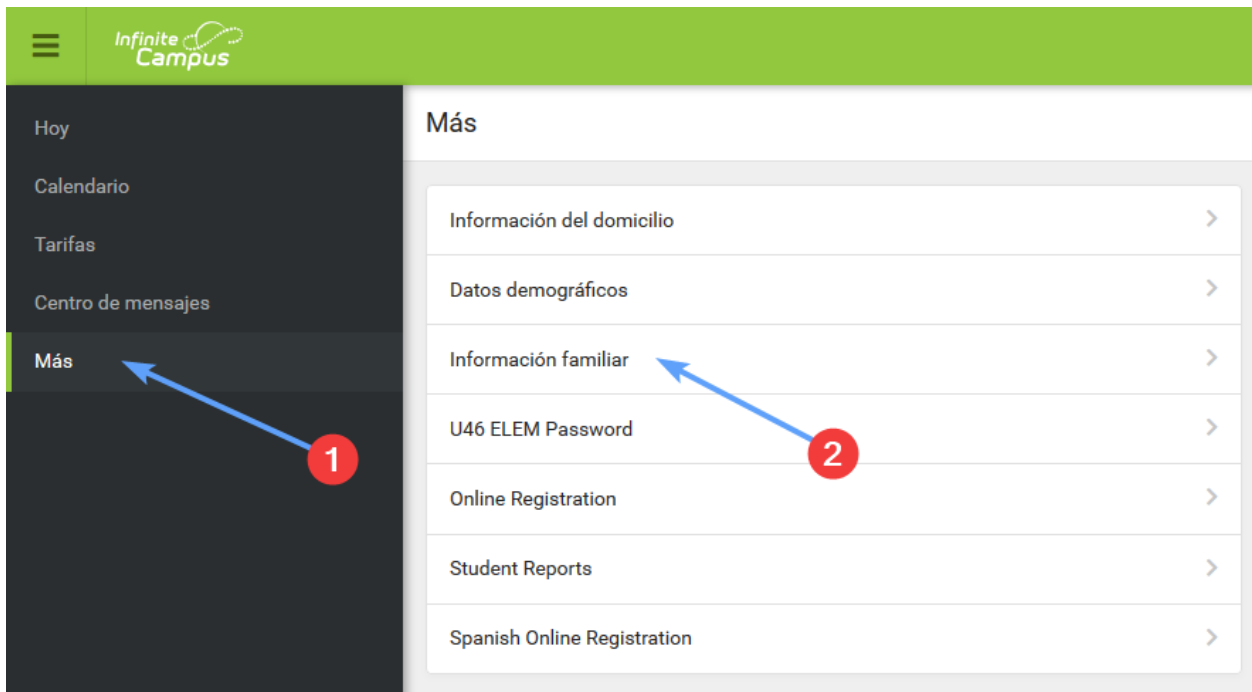 Infinite
Campus
Hoy
Calendario
Tarifas
Centro de mensajes
Más
1
Más
Información del domicilio
Datos demográficos
Información familiar
U46 ELEM Password
2
Online Registration
Student Reports
Spanish Online Registration